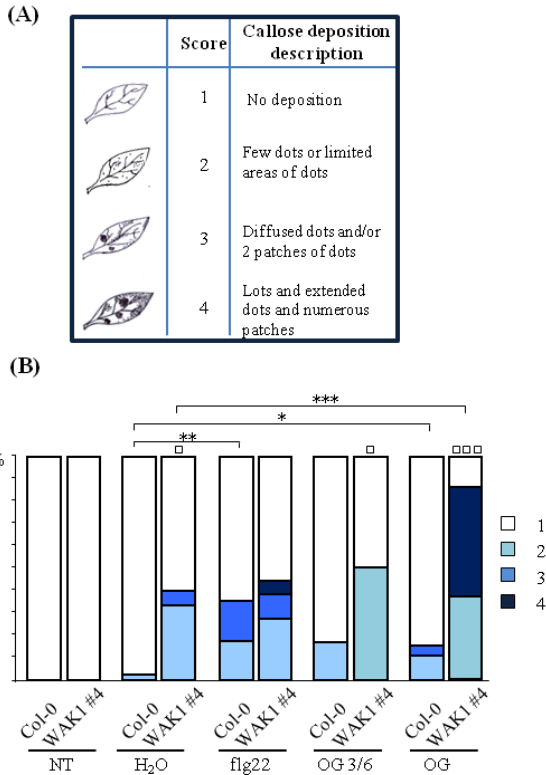 (A)
Score
Callose deposition
description
1
No deposition
2
Few dots or limited
areas of dots
3
Diffused dots and/or
2 patches of dots
4
Lots and extended
dots and numerous
patches
(B)
***
*
**
%
□
□
□□□
1
2
3
4
Col-0
WAK1 #4
Col-0
WAK1 #4
Col-0
WAK1 #4
Col-0
WAK1 #4
Col-0
WAK1 #4
NT
H₂O
flg22
OG 3/6
OG